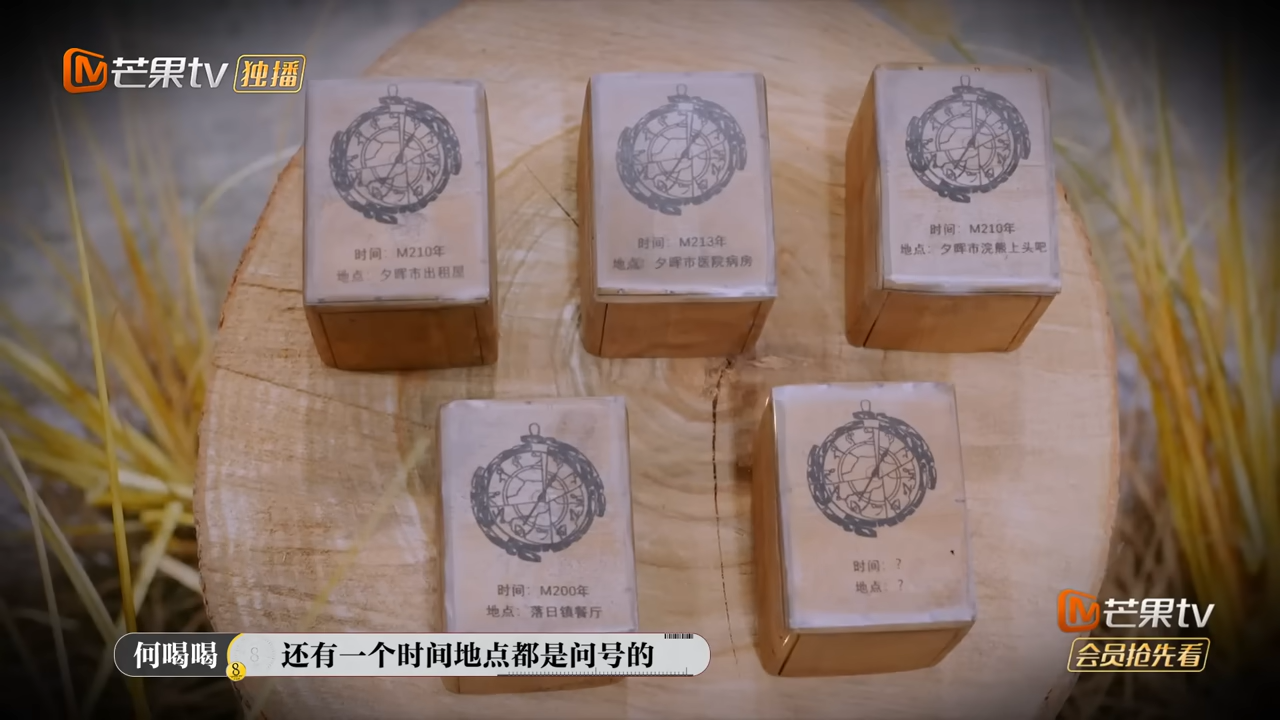 芒果tv 独播
时间：M210年
地点：夕晖市出租屋
时间：M213年
地点：夕晖市医院病房
时间：M210年
地点：夕晖市浣熊上头吧
时间：M200年
地点：落日镇餐厅
时间：？
地点：？
何喝喝 8 还有一个时间地点都是问号的
芒果tv
会员抢先看